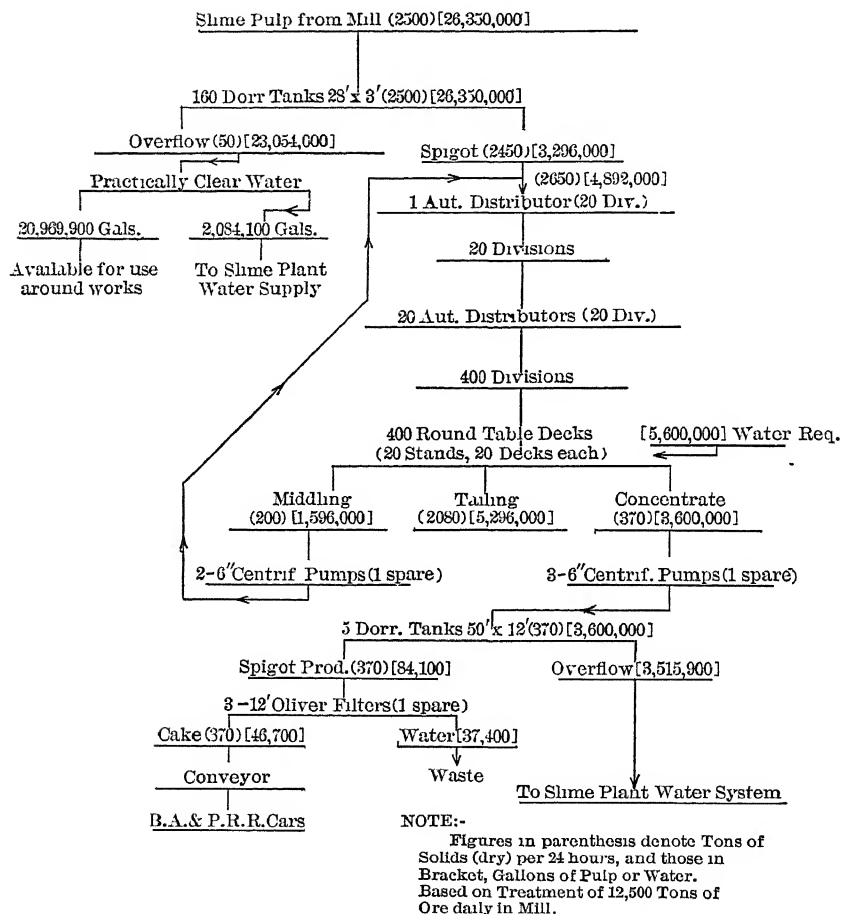 Slime Pulp from Mill (2500) [26,350,000]
160 Dorr Tanks 28'x 3'(2500) [26,350,000]
Overflow (50) [23,054,000]
Spigot (2450) [3,296,000]
(2650) [4,892,000]
Practically Clear Water
1 Aut. Distributor (20 Div.)
20,969,900 Gals.
2,084,100 Gals.
20 Divisions
Available for use
around works
To Slime Plant
Water Supply
20 Aut. Distributors (20 Div.)
400 Divisions
400 Round Table Decks
(20 Stands, 20 Decks each)
[5,600,000] Water Req.
Middling
(200) [1,596,000]
Tailing
(2080) [5,296,000]
Concentrate
(370) [3,600,000]
2-6" Centrif Pumps (1 spare)
3-6" Centrif. Pumps (1 spare)
5 Dorr. Tanks 50'x 12'(370) [3,600,000]
Spigot Prod. (370) [84,100]
Overflow [3,515,900]
3-12' Oliver Filters (1 spare)
Cake (370) [46,700]
Water [37,400]
Conveyor
Waste
To Slime Plant Water System
B.A. & P.R.R. Cars
NOTE:-
Figures in parenthesis denote Tons of
Solids (dry) per 24 hours, and those in
Bracket, Gallons of Pulp or Water.
Based on Treatment of 12,500 Tons of
Ore daily in Mill.